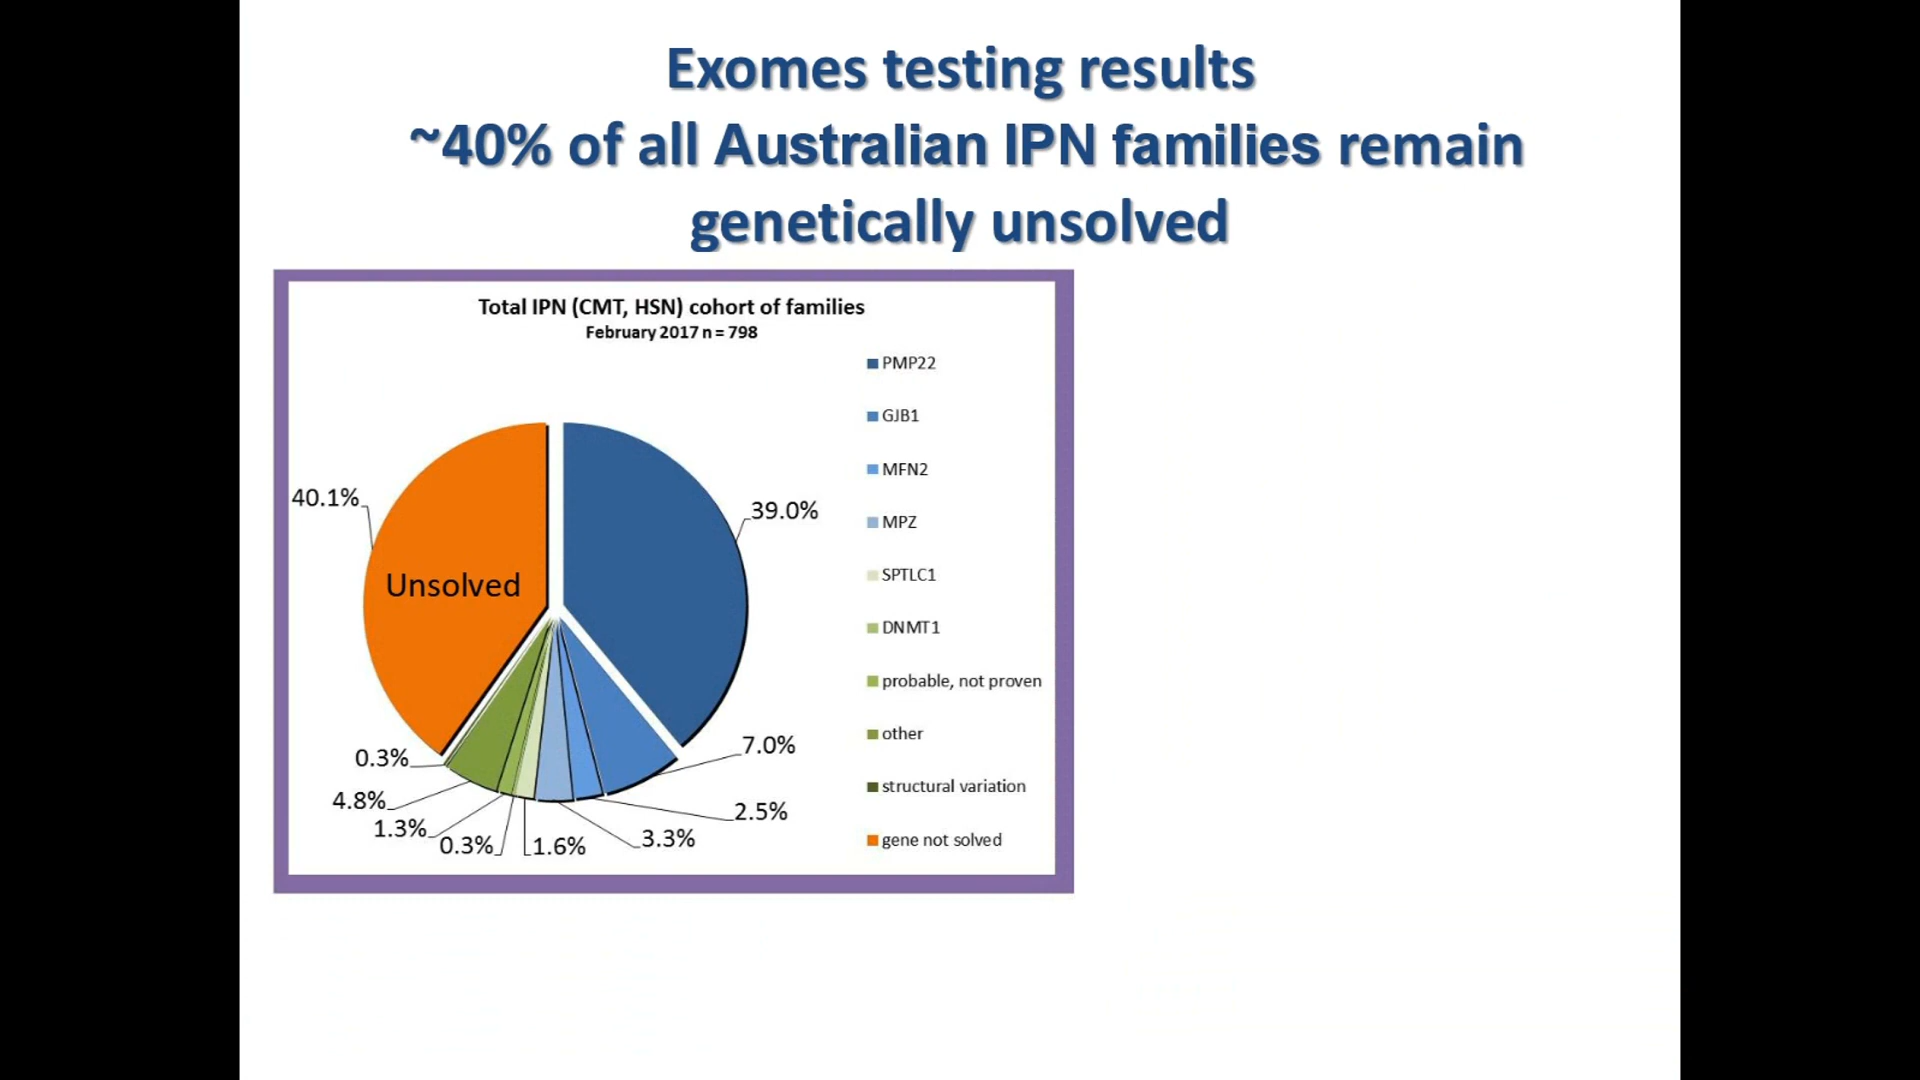 Exomes testing results
~40% of all Australian IPN families remain
genetically unsolved
Total IPN (CMT, HSN) cohort of families
February 2017 n = 798
PMP22
GJB1
MFN2
MPZ
SPTLC1
DNMT1
probable, not proven
other
structural variation
gene not solved
40.1%
39.0%
Unsolved
7.0%
0.3%
4.8%
2.5%
1.3%
3.3%
0.3%
1.6%